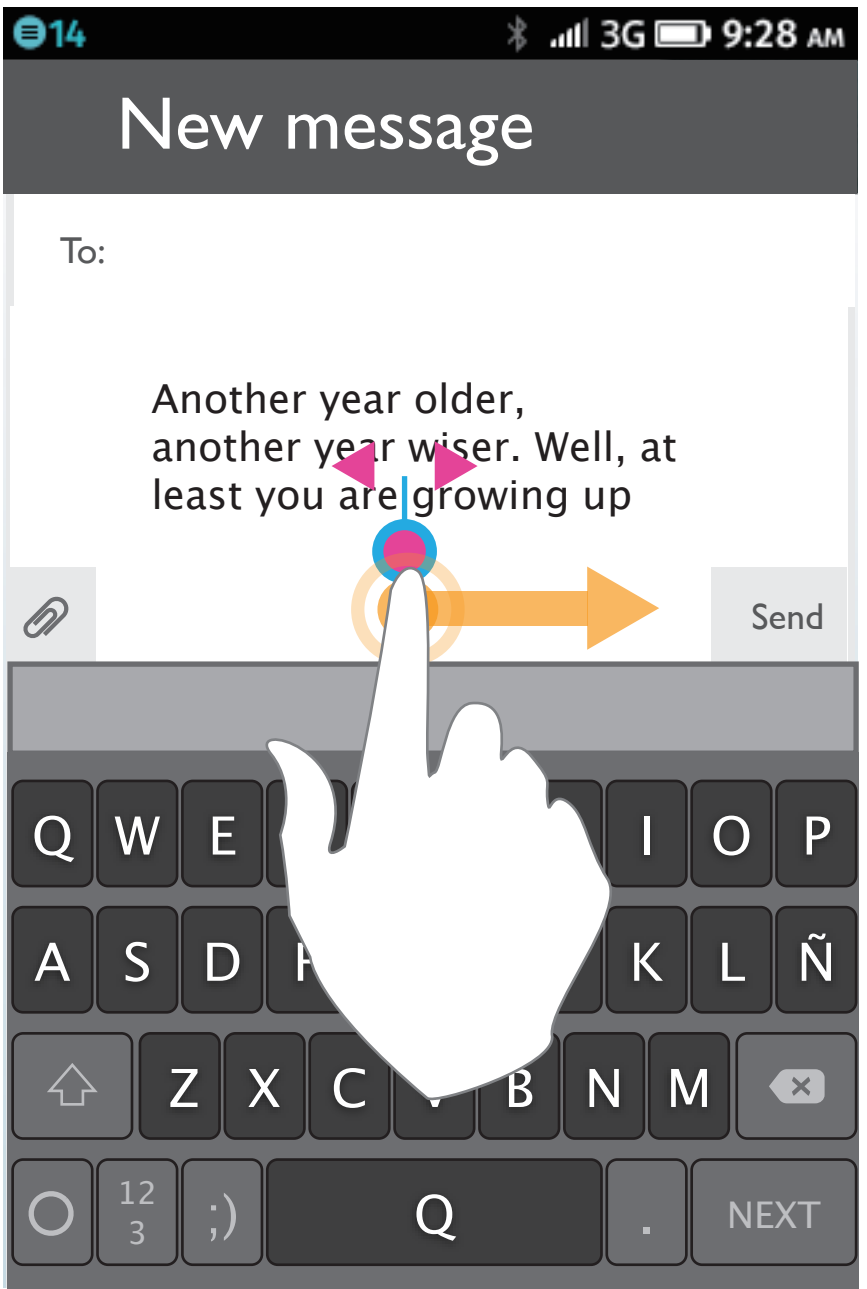 14 3G 9:28 AM
New message
To:
Another year older,
another year wiser. Well, at
least you are growing up
Send
Q W E I O P
A S D K L Ñ
Z X C B N M
12
3
;) Q . NEXT